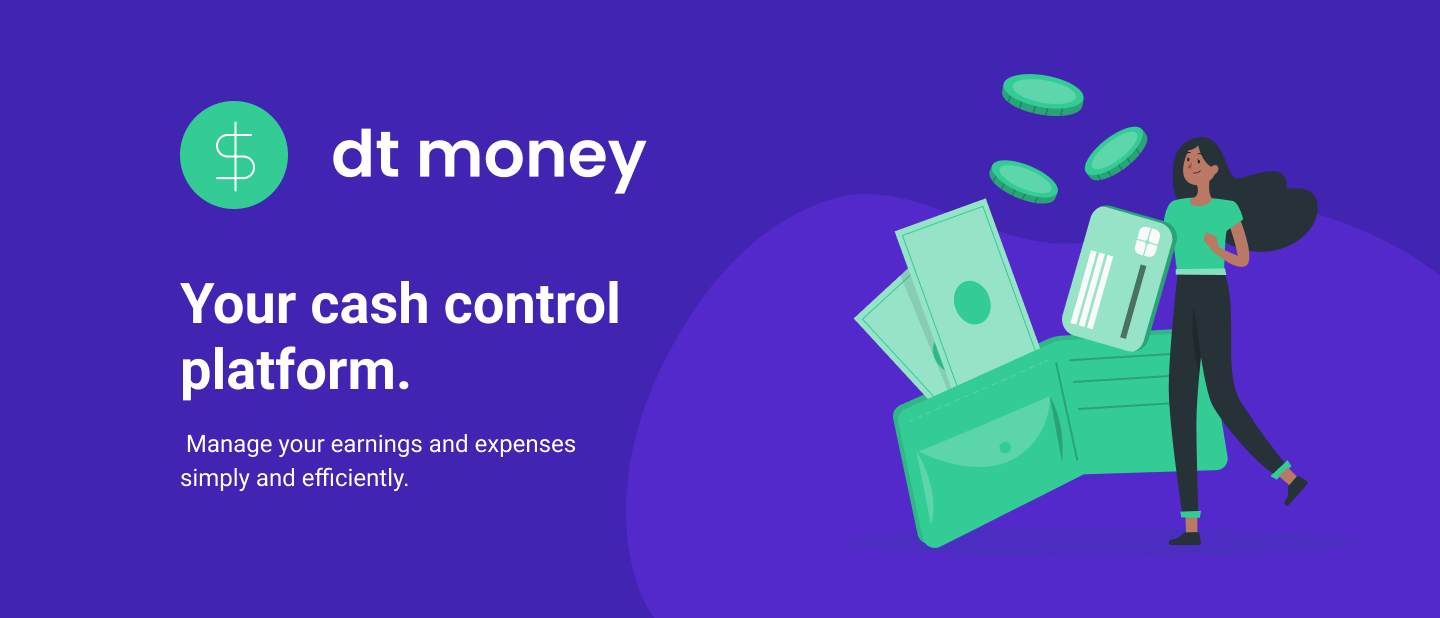 $
dt money
Your cash control
platform.
Manage your earnings and expenses
simply and efficiently.